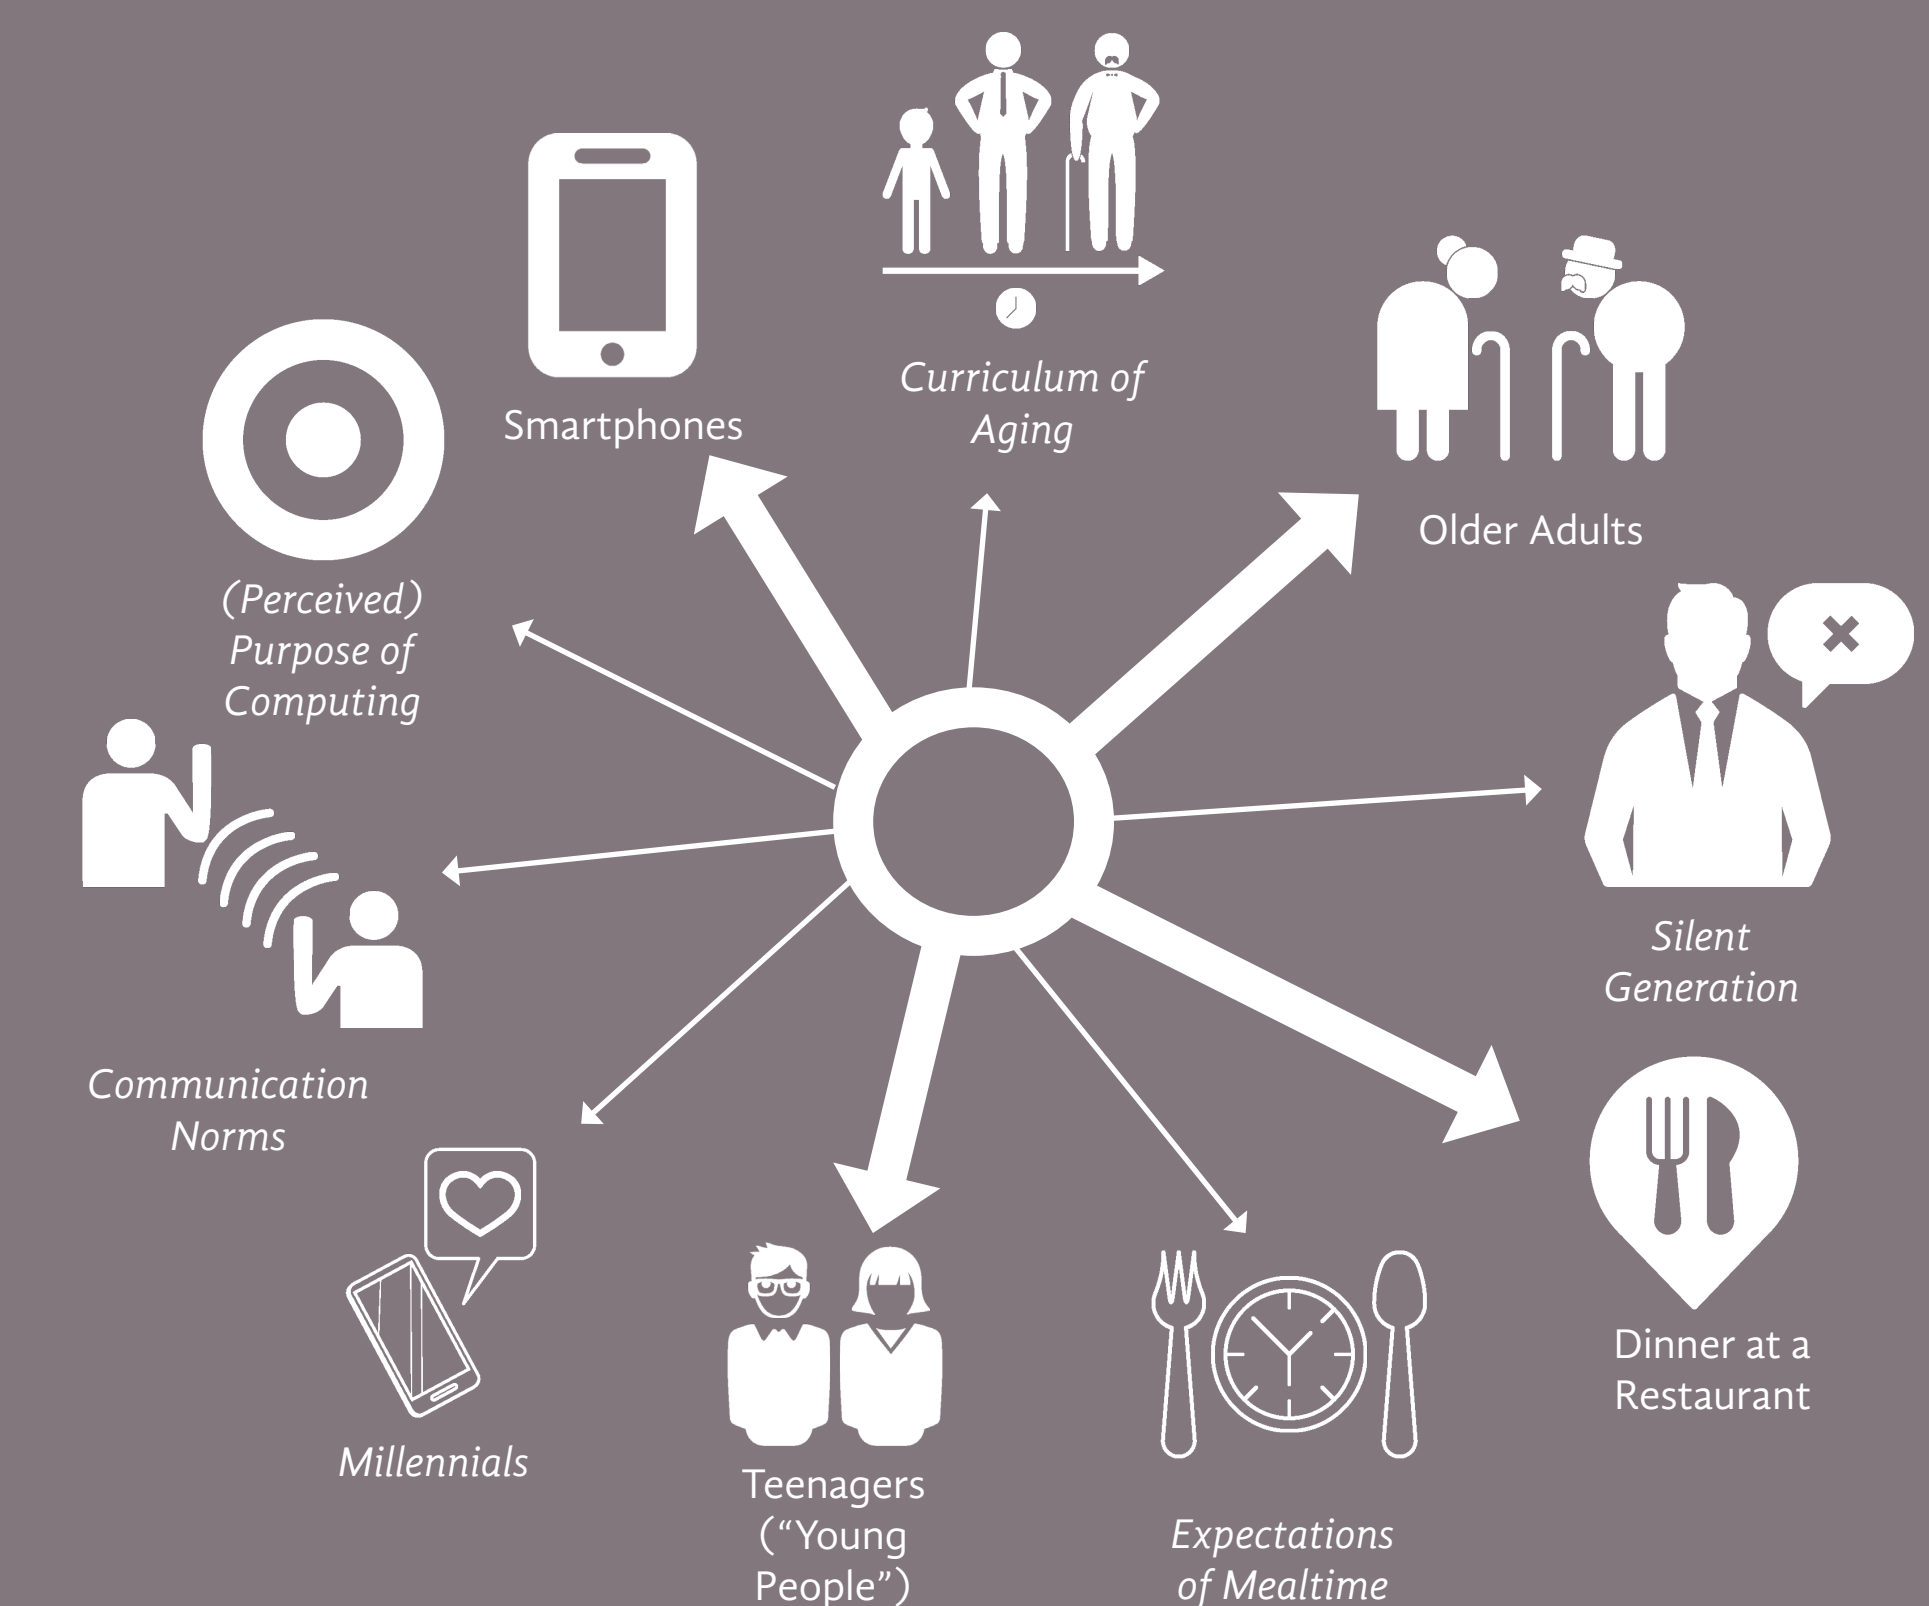 Curriculum of
Aging
Smartphones
Older Adults
(Perceived)
Purpose of
Computing
Silent
Generation
Communication
Norms
Dinner at a
Restaurant
Millennials
Teenagers
(“Young
People”)
Expectations
of Mealtime